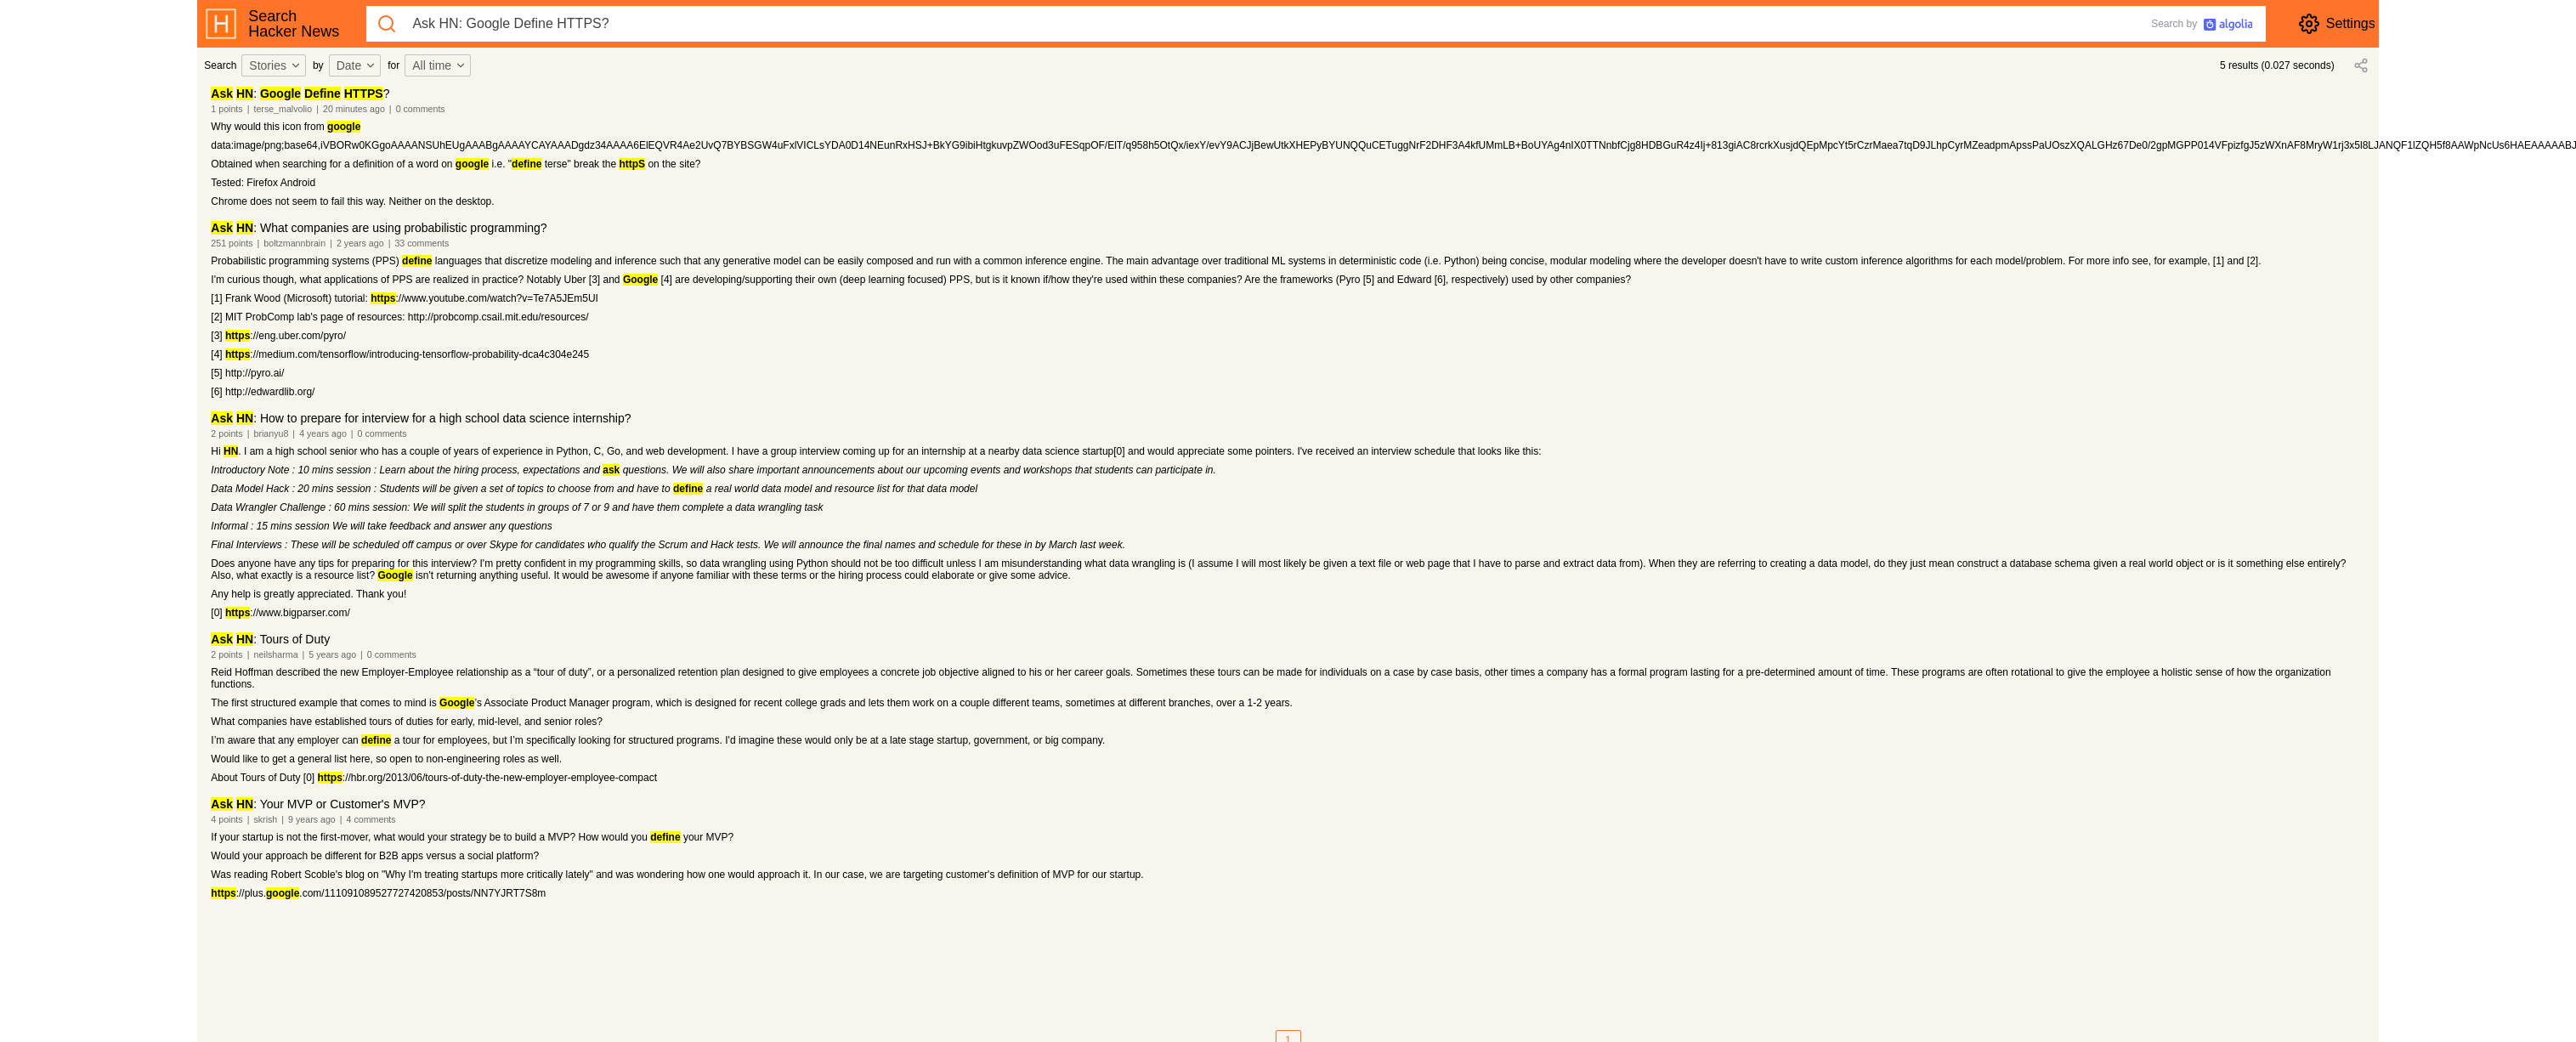 Search
Hacker News
Ask HN: Google Define HTTPS?
Search by algolia
Settings
Search Stories by Date for All time
5 results (0.027 seconds)
Ask HN: Google Define HTTPS?
1 points | terse_malvolio | 20 minutes ago | 0 comments
Why would this icon from google
Obtained when searching for a definition of a word on google i.e. "define terse" break the httpS on the site?
Tested: Firefox Android
Chrome does not seem to fail this way. Neither on the desktop.
Ask HN: What companies are using probabilistic programming?
251 points | boltzmannbrain | 2 years ago | 33 comments
Probabilistic programming systems (PPS) define languages that discretize modeling and inference such that any generative model can be easily composed and run with a common inference engine. The main advantage over traditional ML systems in deterministic code (i.e. Python) being concise, modular modeling where the developer doesn't have to write custom inference algorithms for each model/problem. For more info see, for example, [1] and [2].
I'm curious though, what applications of PPS are realized in practice? Notably Uber [3] and Google [4] are developing/supporting their own (deep learning focused) PPS, but is it known if/how they're used within these companies? Are the frameworks (Pyro [5] and Edward [6], respectively) used by other companies?
[1] Frank Wood (Microsoft) tutorial: https://www.youtube.com/watch?v=Te7A5JEm5UI
[2] MIT ProbComp lab's page of resources: http://probcomp.csail.mit.edu/resources/
[3] https://eng.uber.com/pyro/
[4] https://medium.com/tensorflow/introducing-tensorflow-probability-dca4c304e245
[5] http://pyro.ai/
[6] http://edwardlib.org/
Ask HN: How to prepare for interview for a high school data science internship?
2 points | brianyu8 | 4 years ago | 0 comments
Hi HN. I am a high school senior who has a couple of years of experience in Python, C, Go, and web development. I have a group interview coming up for an internship at a nearby data science startup[0] and would appreciate some pointers. I've received an interview schedule that looks like this:
Introductory Note : 10 mins session : Learn about the hiring process, expectations and ask questions. We will also share important announcements about our upcoming events and workshops that students can participate in.
Data Model Hack : 20 mins session : Students will be given a set of topics to choose from and have to define a real world data model and resource list for that data model
Data Wrangler Challenge : 60 mins session: We will split the students in groups of 7 or 9 and have them complete a data wrangling task
Informal : 15 mins session We will take feedback and answer any questions
Final Interviews : These will be scheduled off campus or over Skype for candidates who qualify the Scrum and Hack tests. We will announce the final names and schedule for these in by March last week.
Does anyone have any tips for preparing for this interview? I'm pretty confident in my programming skills, so data wrangling using Python should not be too difficult unless I am misunderstanding what data wrangling is (I assume I will most likely be given a text file or web page that I have to parse and extract data from). When they are referring to creating a data model, do they just mean construct a database schema given a real world object or is it something else entirely?
Also, what exactly is a resource list? Google isn't returning anything useful. It would be awesome if anyone familiar with these terms or the hiring process could elaborate or give some advice.
Any help is greatly appreciated. Thank you!
[0] https://www.bigparser.com/
Ask HN: Tours of Duty
2 points | neilsharma | 5 years ago | 0 comments
Reid Hoffman described the new Employer-Employee relationship as a “tour of duty”, or a personalized retention plan designed to give employees a concrete job objective aligned to his or her career goals. Sometimes these tours can be made for individuals on a case by case basis, other times a company has a formal program lasting for a pre-determined amount of time. These programs are often rotational to give the employee a holistic sense of how the organization
functions.
The first structured example that comes to mind is Google’s Associate Product Manager program, which is designed for recent college grads and lets them work on a couple different teams, sometimes at different branches, over a 1-2 years.
What companies have established tours of duties for early, mid-level, and senior roles?
I’m aware that any employer can define a tour for employees, but I’m specifically looking for structured programs. I'd imagine these would only be at a late stage startup, government, or big company.
Would like to get a general list here, so open to non-engineering roles as well.
About Tours of Duty [0] https://hbr.org/2013/06/tours-of-duty-the-new-employer-employee-compact
Ask HN: Your MVP or Customer's MVP?
4 points | skrish | 9 years ago | 4 comments
If your startup is not the first-mover, what would your strategy be to build a MVP? How would you define your MVP?
Would your approach be different for B2B apps versus a social platform?
Was reading Robert Scoble's blog on "Why I'm treating startups more critically lately" and was wondering how one would approach it. In our case, we are targeting customer's definition of MVP for our startup.
https://plus.google.com/111091089527727420853/posts/NN7YJRT7S8m
1